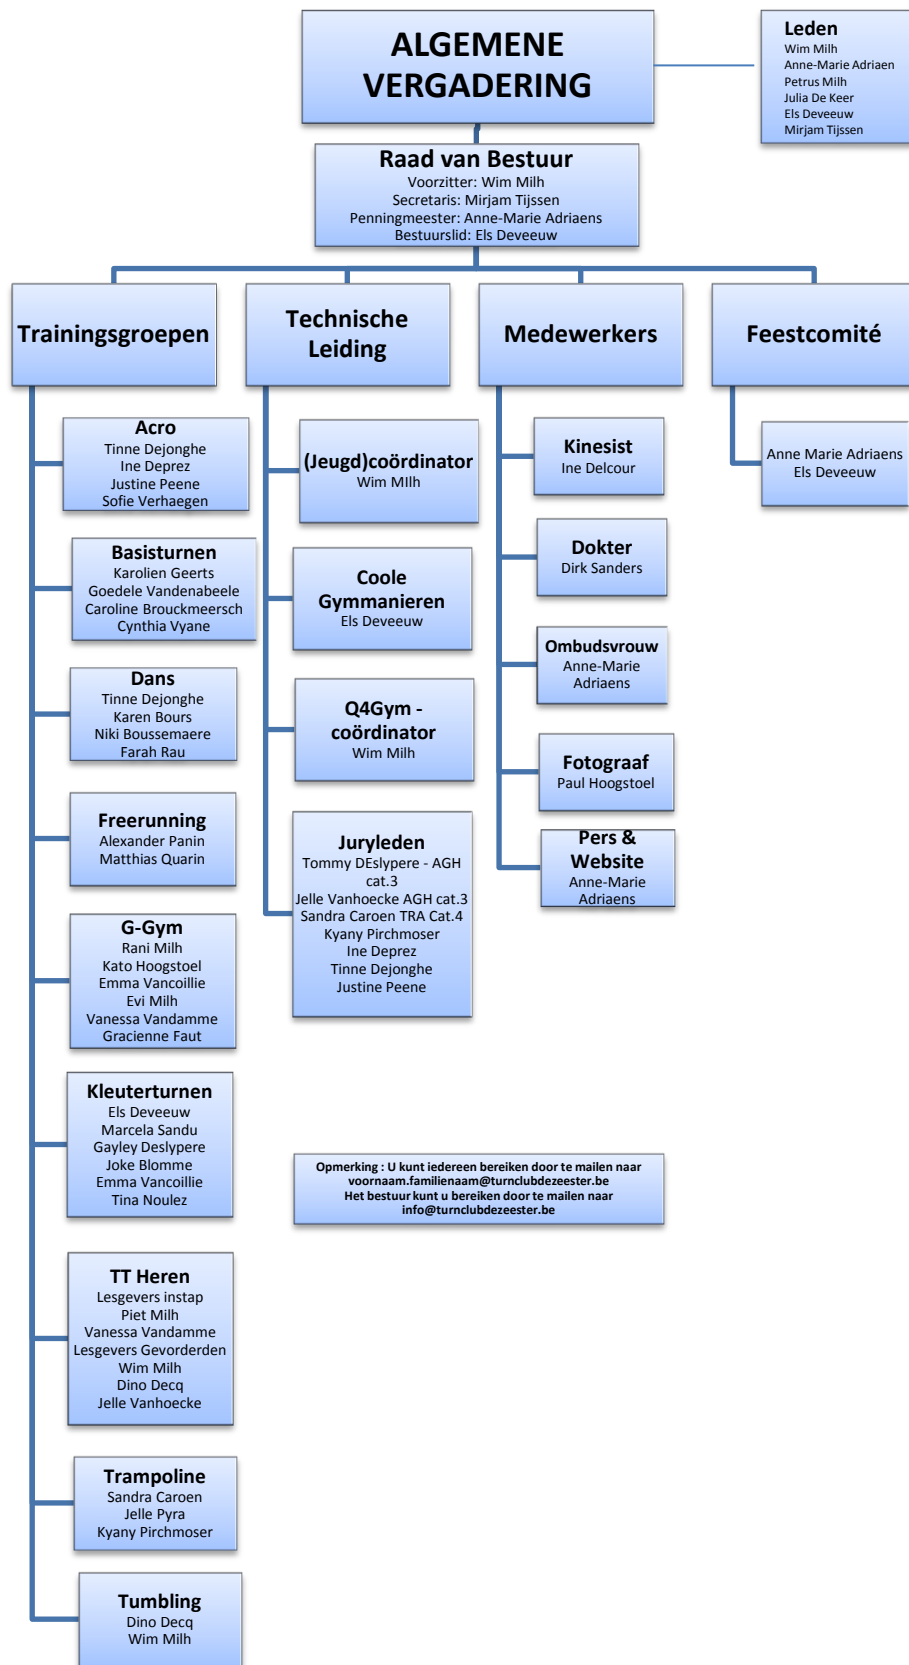 ALGEMENE
VERGADERING
Leden
Wim Milh
Anne-Marie Adriaen
Petrus Milh
Julia De Keer
Els Deveeuw
Mirjam Tijssen
Raad van Bestuur
Voorzitter: Wim Milh
Secretaris: Mirjam Tijssen
Penningmeester: Anne-Marie Adriaens
Bestuurslid: Els Deveeuw
Trainingsgroepen
Acro
Tinne Dejonghe
Ine Deprez
Justine Peene
Sofie Verhaegen
Basisturnen
Karolien Geerts
Goedele Vandenabeele
Caroline Brouckmeersch
Cynthia Vyane
Dans
Tinne Dejonghe
Karen Bours
Niki Boussemaere
Farah Rau
Freerunning
Alexander Panin
Matthias Quarin
G-Gym
Rani Milh
Kato Hoogstoel
Emma Vancoillie
Evi Milh
Vanessa Vandamme
Gracienne Faut
Kleuterturnen
Els Deveeuw
Marcela Sandu
Gayley Deslypere
Joke Blomme
Emma Vancoillie
Tina Noulez
TT Heren
Lesgevers instap
Piet Milh
Vanessa Vandamme
Lesgevers Gevorderden
Wim Milh
Dino Decq
Jelle Vanhoecke
Trampoline
Sandra Caroen
Jelle Pyra
Kyany Pirchmoser
Tumbling
Dino Decq
Wim Milh
Technische
Leiding
(Jeugd)coördinator
Wim MIlh
Coole
Gymmanieren
Els Deveeuw
Q4Gym -
coördinator
Wim Milh
Juryleden
Tommy DEslypere - AGH
cat.3
Jelle Vanhoecke AGH cat.3
Sandra Caroen TRA Cat.4
Kyany Pirchmoser
Ine Deprez
Tinne Dejonghe
Justine Peene
Medewerkers
Kinesist
Ine Delcour
Dokter
Dirk Sanders
Ombudsvrouw
Anne-Marie
Adriaens
Fotograaf
Paul Hoogstoel
Pers &
Website
Anne-Marie
Adriaens
Feestcomité
Anne Marie Adriaens
Els Deveeuw
Opmerking : U kunt iedereen bereiken door te mailen naar
voornaam.familienaam@turnclubdezeester.be
Het bestuur kunt u bereiken door te mailen naar
info@turnclubdezeester.be